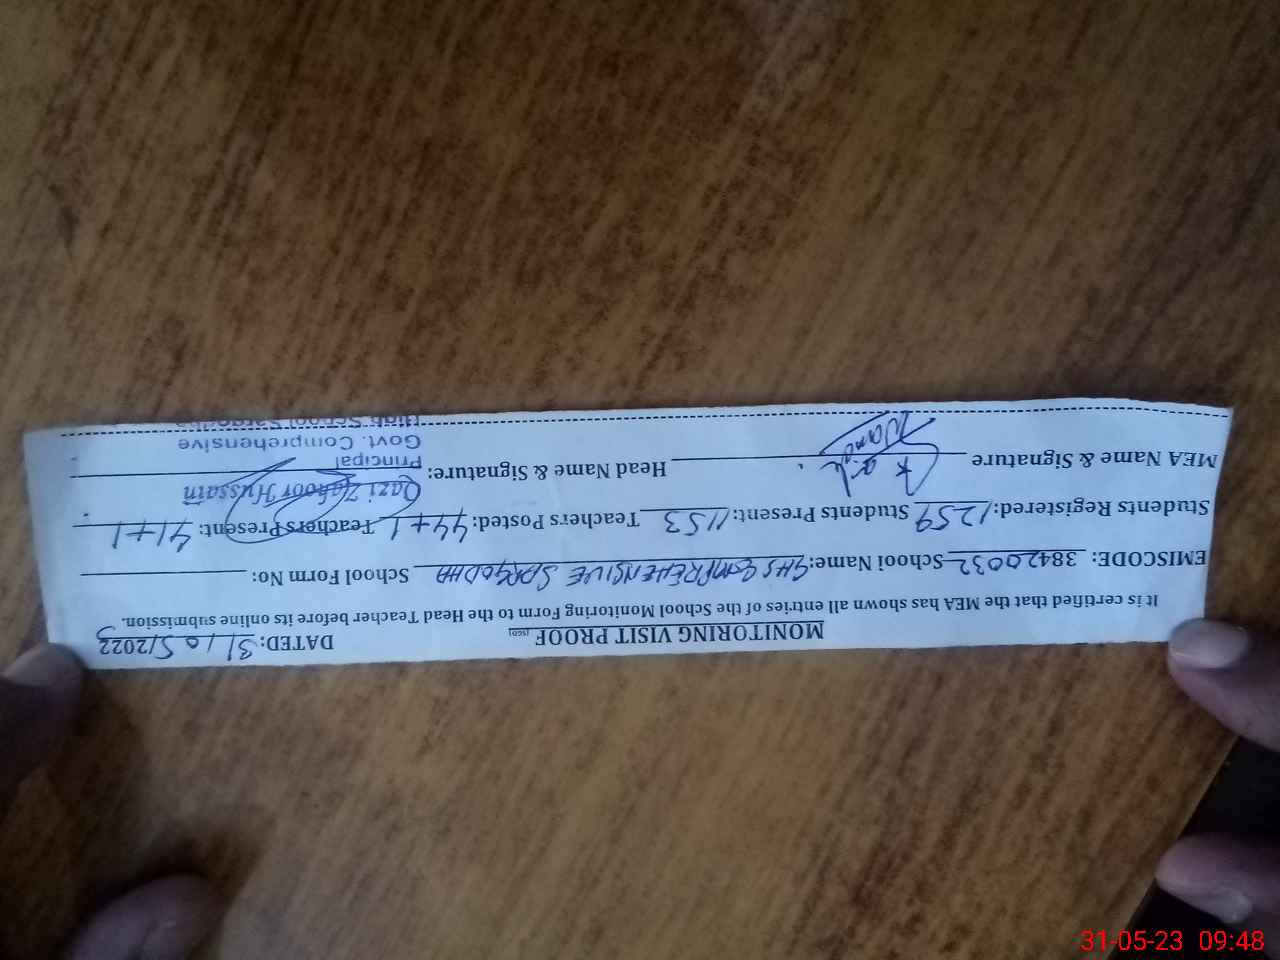 MONITORING VISIT PROOF DATED: 31/05/2023
It is certified that the MEA has shown all entries of the School Monitoring Form to the Head Teacher before its online submission.
EMISCODE: 38420032 School Name: GHS COMPREHENSIVE SARGODHA School Form No:
Students Registered: 1259 Students Present: 1153 Teachers Posted: 44+1 Teachers Present: 41+1
Qazi Zahoor Hussain
MEA Name & Signature Head Name & Signature:
Principal
Govt. Comprehensive
High School Sargodha
31-05-23 09:48